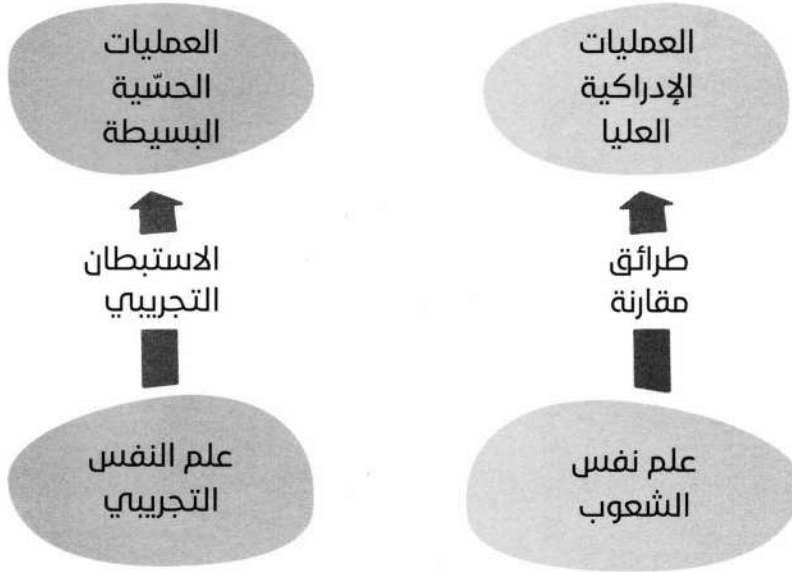 العمليات
الإدراكية
العليا
طرائق
مقارنة
علم نفس
الشعوب
العمليات
الحسّية
البسيطة
الاستبطان
التجريبي
علم النفس
التجريبي